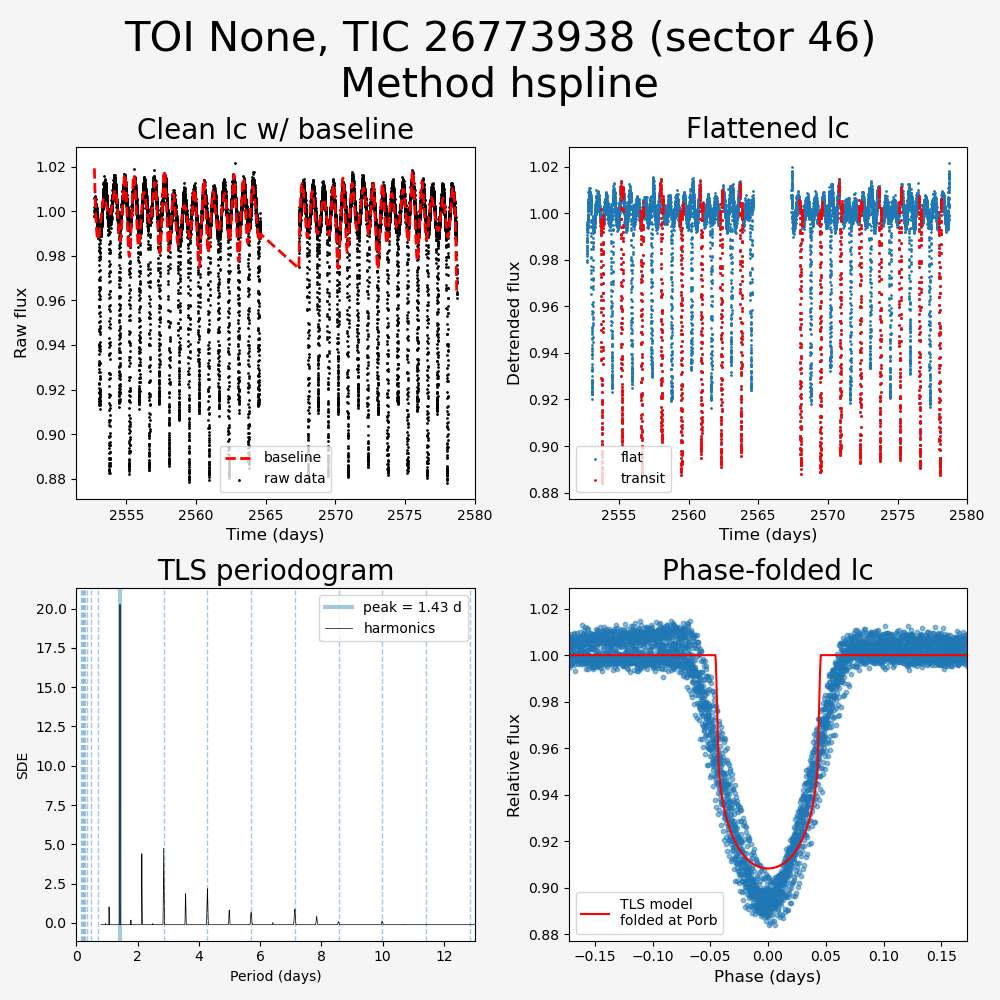 TOI None, TIC 26773938 (sector 46)
Method hspline
Clean lc w/ baseline
Raw flux
1.02
1.00
0.98
0.96
0.94
0.92
0.90
0.88
baseline
raw data
2555
2560
2565
2570
2575
2580
Time (days)
Flattened lc
Detrended flux
1.02
1.00
0.98
0.96
0.94
0.92
0.90
0.88
flat
transit
2555
2560
2565
2570
2575
2580
Time (days)
TLS periodogram
SDE
20.0
17.5
15.0
12.5
10.0
7.5
5.0
2.5
0.0
peak = 1.43 d
harmonics
0
2
4
6
8
10
12
Period (days)
Phase-folded lc
Relative flux
1.02
1.00
0.98
0.96
0.94
0.92
0.90
0.88
TLS model
folded at Porb
−0.15
−0.10
−0.05
0.00
0.05
0.10
0.15
Phase (days)